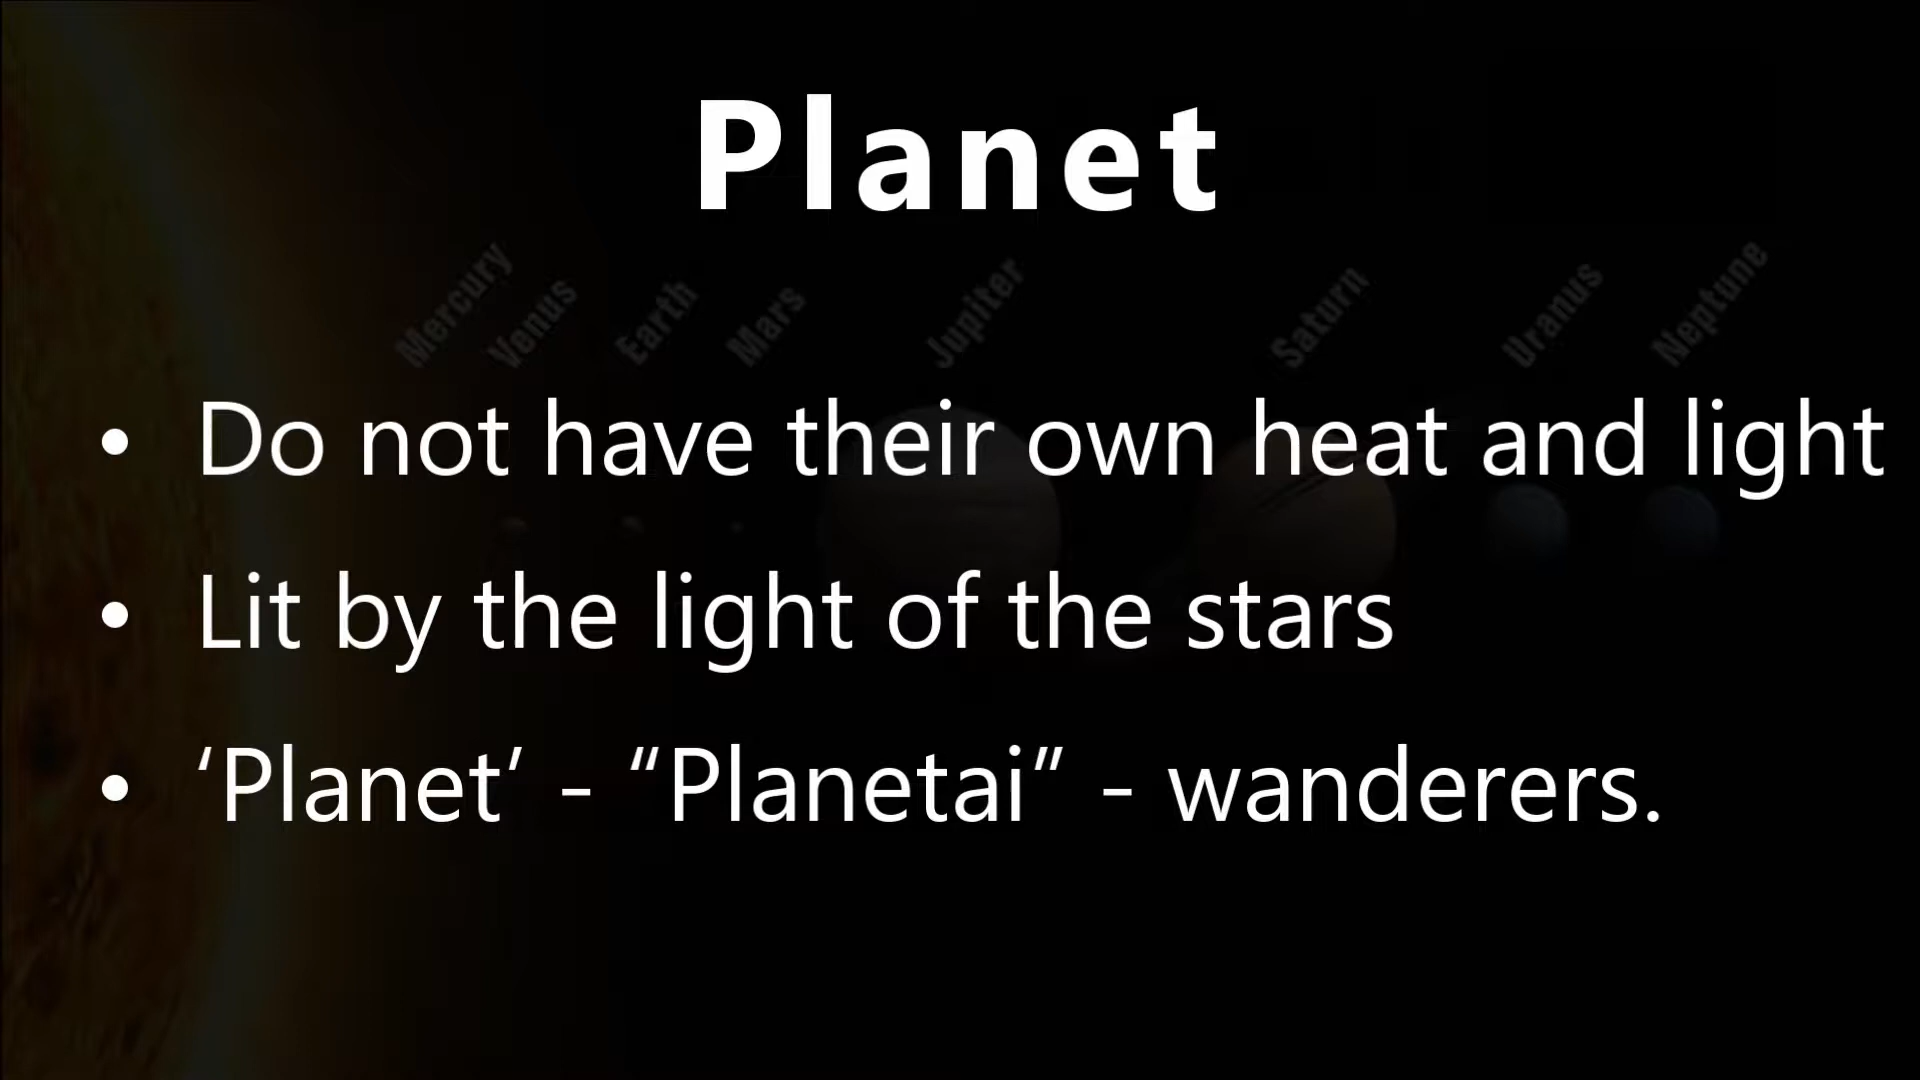 Planet
Mercury
Venus
Earth
Mars
Jupiter
Saturn
Uranus
Neptune
• Do not have their own heat and light
• Lit by the light of the stars
• ‘Planet’ - “Planetai” - wanderers.